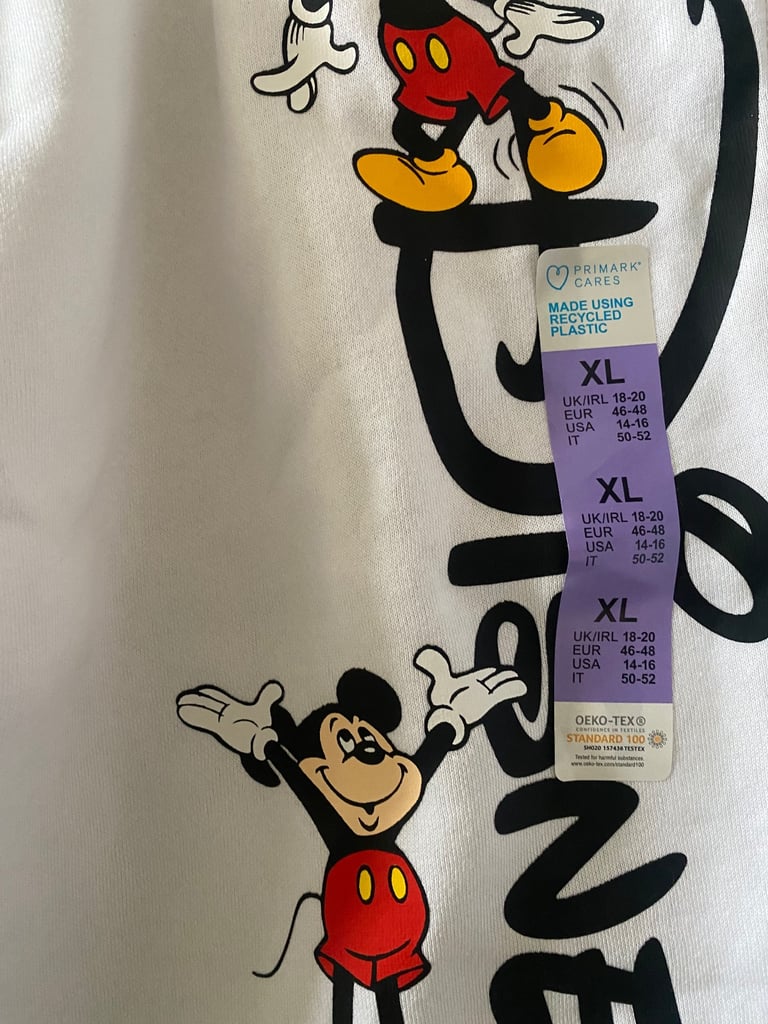 PRIMARK®
CARES
MADE USING
RECYCLED
PLASTIC
XL
UK/IRL 18-20
EUR 46-48
USA 14-16
IT 50-52
XL
UK/IRL 18-20
EUR 46-48
USA 14-16
IT 50-52
XL
UK/IRL 18-20
EUR 46-48
USA 14-16
IT 50-52
OEKO-TEX®
CONFIDENCE IN TEXTILES
STANDARD 100
SH020 157438 TESTEX
Tested for harmful substances.
www.oeko-tex.com/standard100